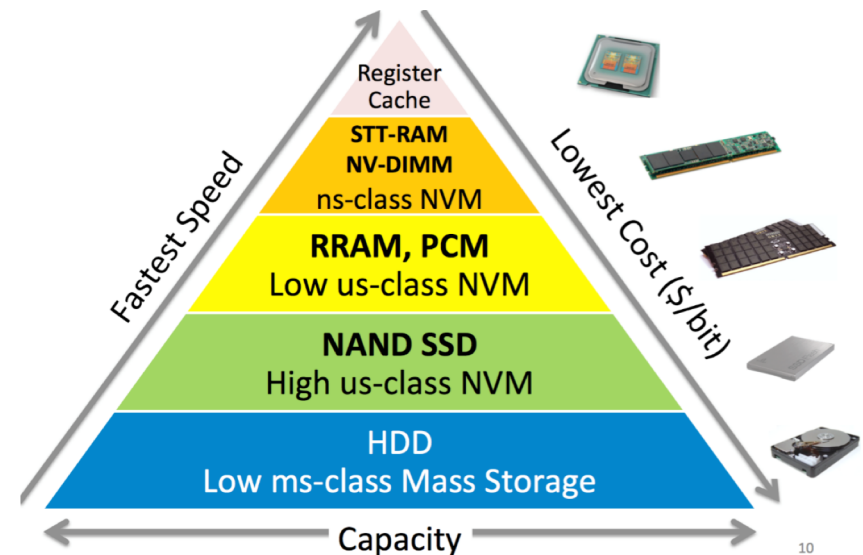 Register
Cache
STT-RAM
NV-DIMM
ns-class NVM
RRAM, PCM
Low us-class NVM
NAND SSD
High us-class NVM
HDD
Low ms-class Mass Storage
Fastest Speed
Lowest Cost ($/bit)
Capacity
10